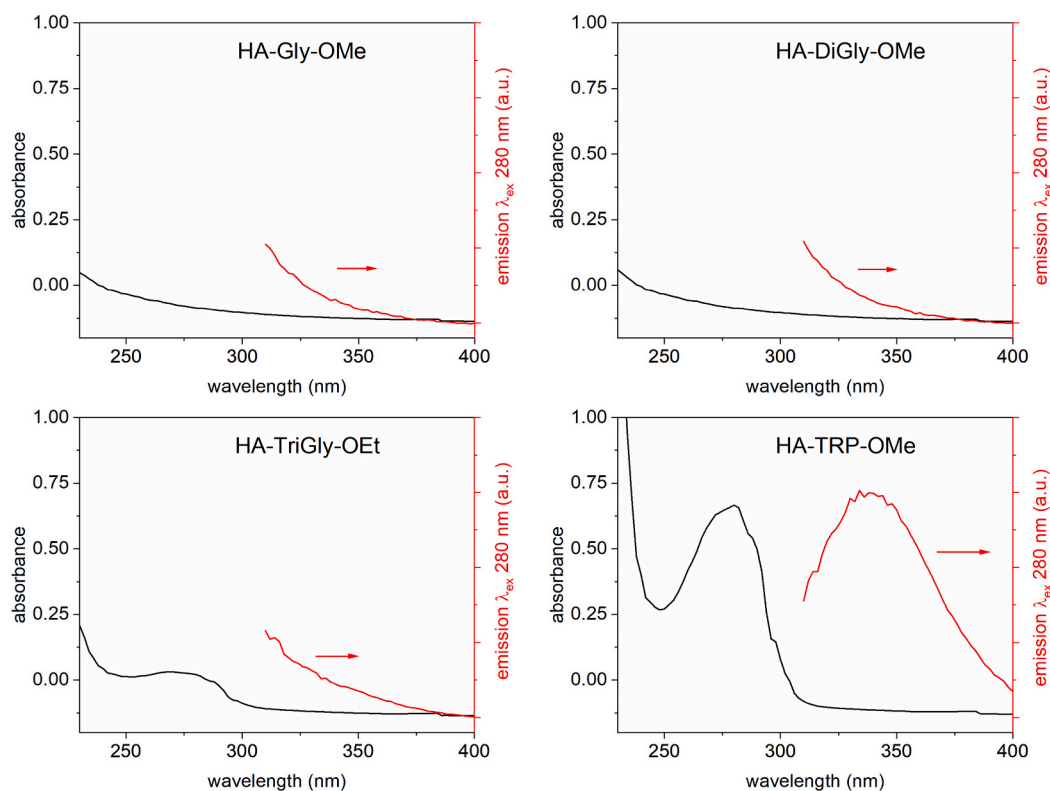 HA-Gly-OMe
1.00
0.75
0.50
0.25
0.00
absorbance
emission λex 280 nm (a.u.)
250 300 350 400
wavelength (nm)
HA-DiGly-OMe
1.00
0.75
0.50
0.25
0.00
absorbance
emission λex 280 nm (a.u.)
250 300 350 400
wavelength (nm)
HA-TriGly-OEt
1.00
0.75
0.50
0.25
0.00
absorbance
emission λex 280 nm (a.u.)
250 300 350 400
wavelength (nm)
HA-TRP-OMe
1.00
0.75
0.50
0.25
0.00
absorbance
emission λex 280 nm (a.u.)
250 300 350 400
wavelength (nm)